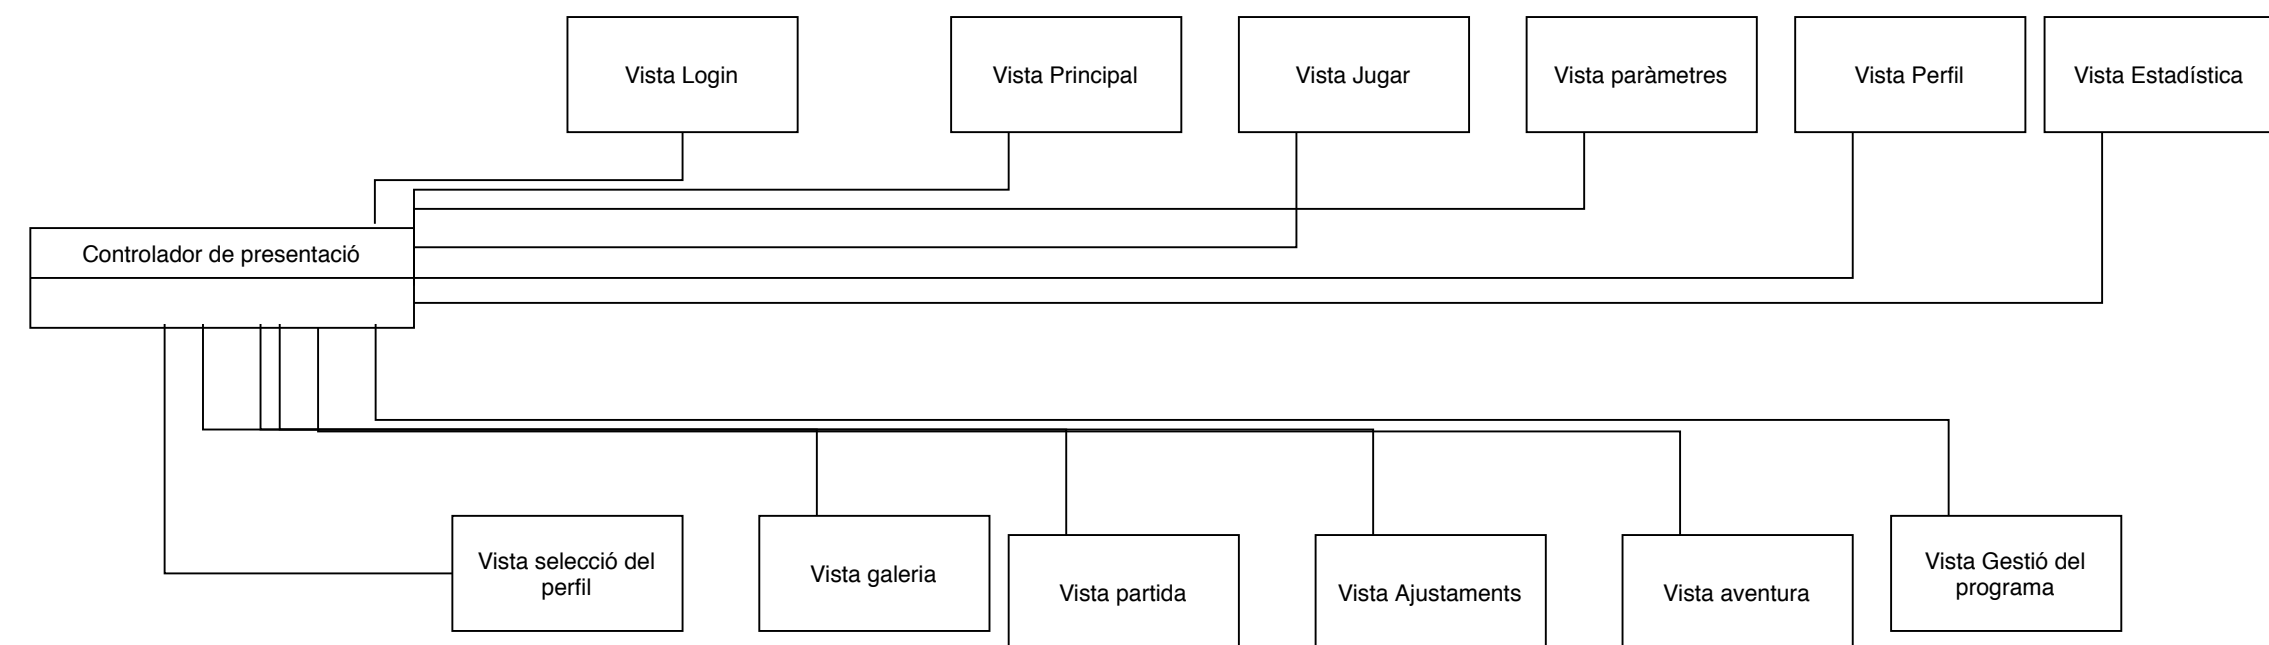 Vista Login
Vista Principal
Vista Jugar
Vista paràmetres
Vista Perfil
Vista Estadística
Controlador de presentació
Vista selecció del
perfil
Vista galeria
Vista partida
Vista Ajustaments
Vista aventura
Vista Gestió del
programa